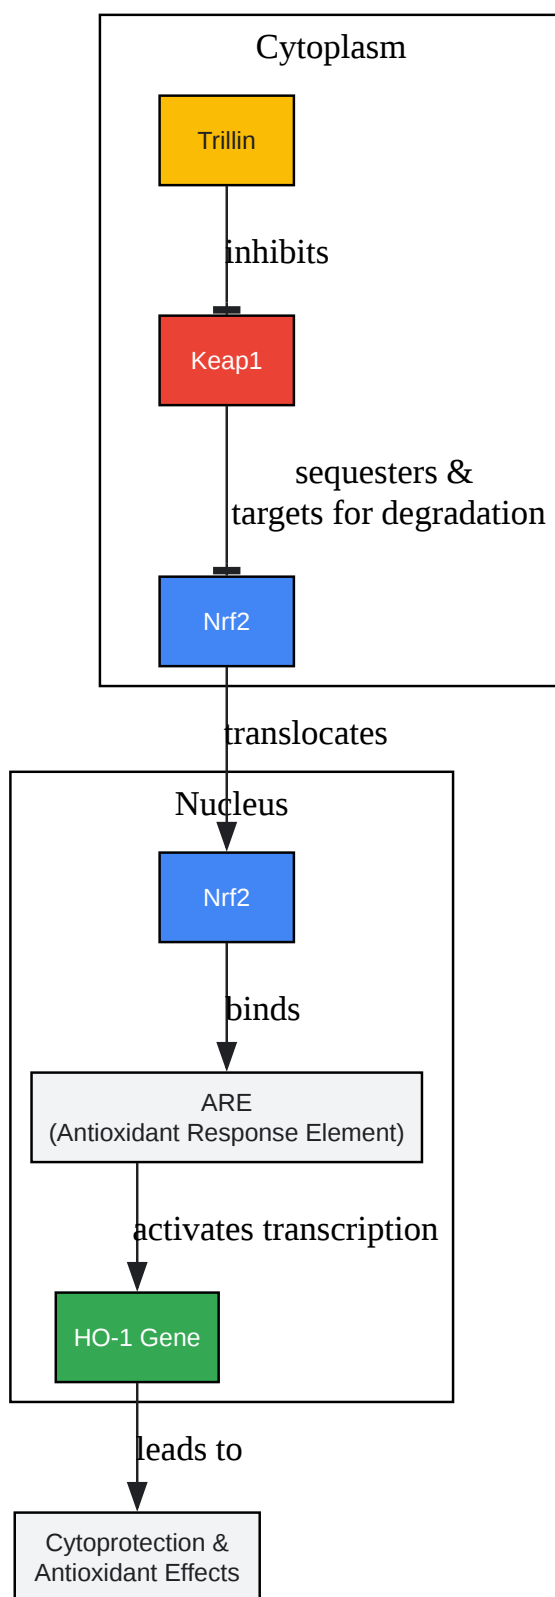 Cytoplasm
Trillin
inhibits
Keap1
sequesters &
targets for degradation
Nrf2
translocates
Nucleus
Nrf2
binds
ARE
(Antioxidant Response Element)
activates transcription
HO-1 Gene
leads to
Cytoprotection &
Antioxidant Effects